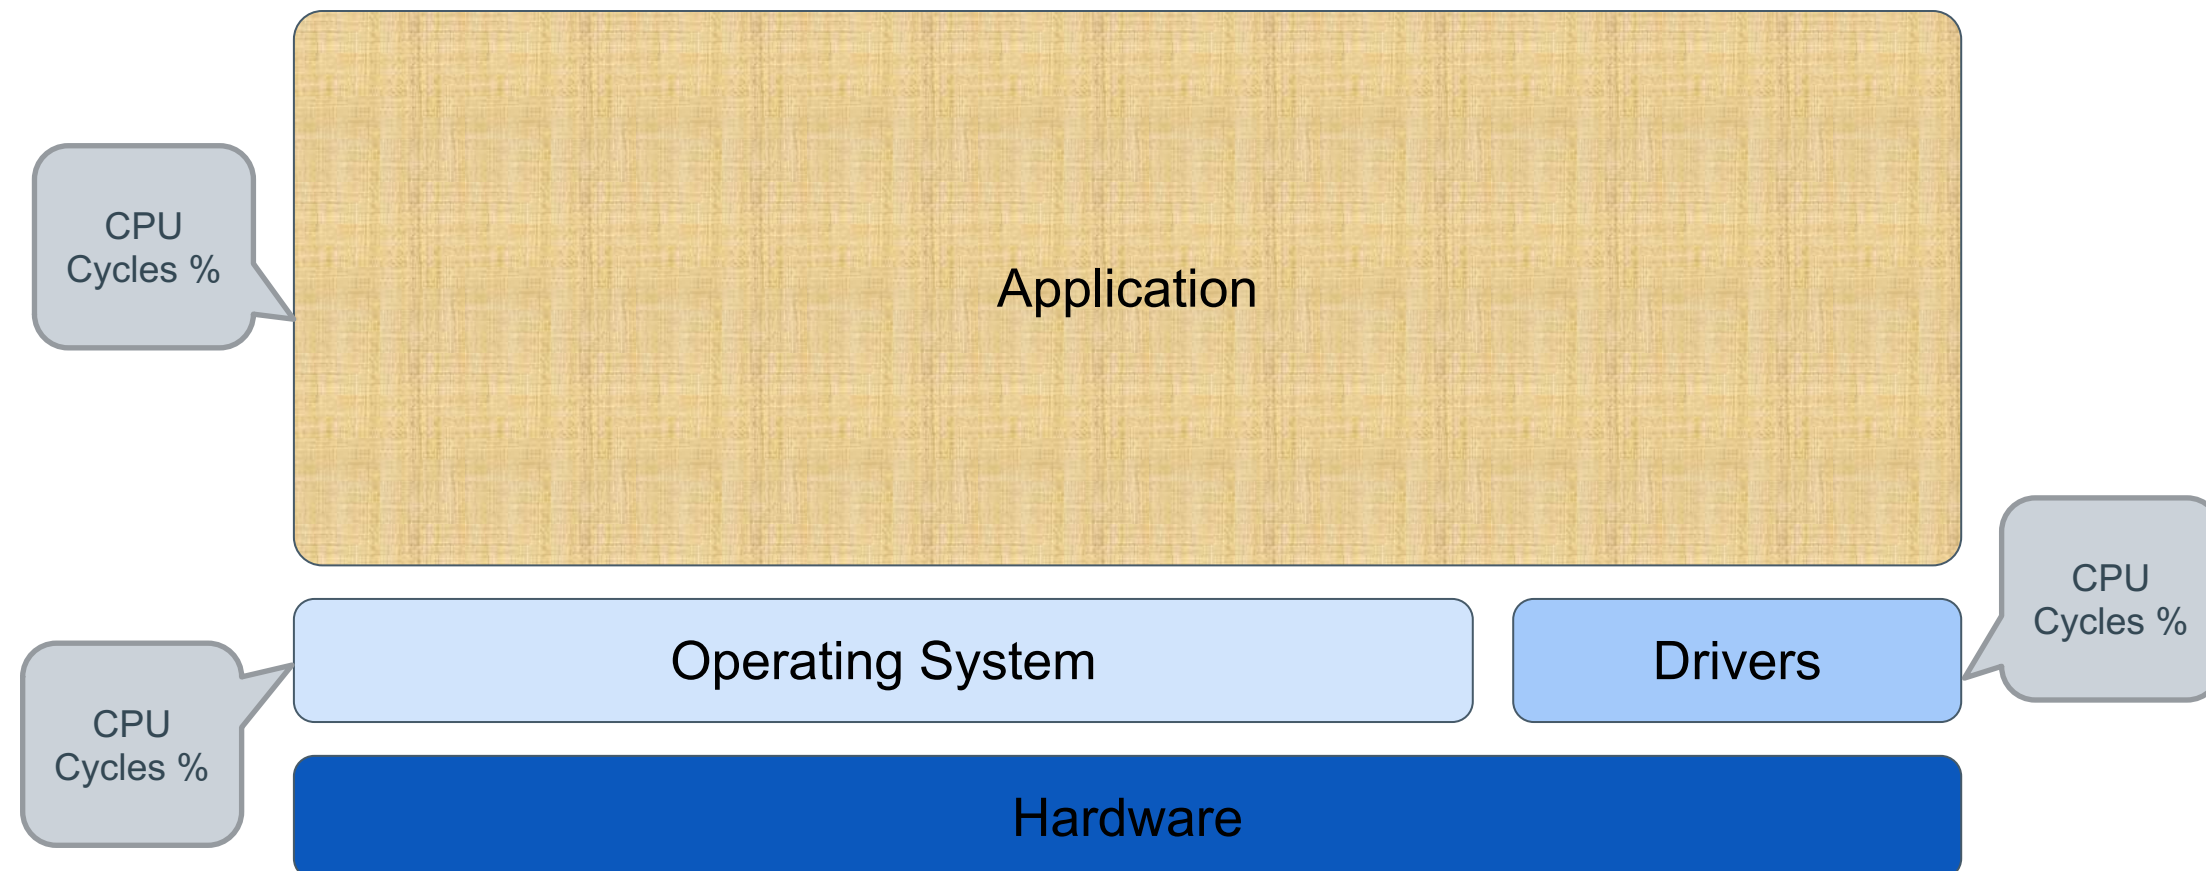 CPU
Cycles %
Application
CPU
Cycles %
Operating System
Drivers
CPU
Cycles %
Hardware